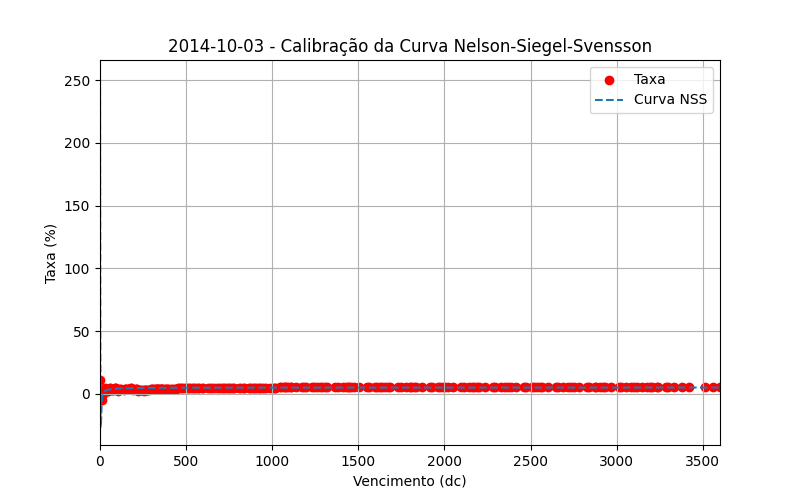 2014-10-03 - Calibração da Curva Nelson-Siegel-Svensson
Taxa
Curva NSS
Taxa (%)
250
200
150
100
50
0
0 500 1000 1500 2000 2500 3000 3500
Vencimento (dc)